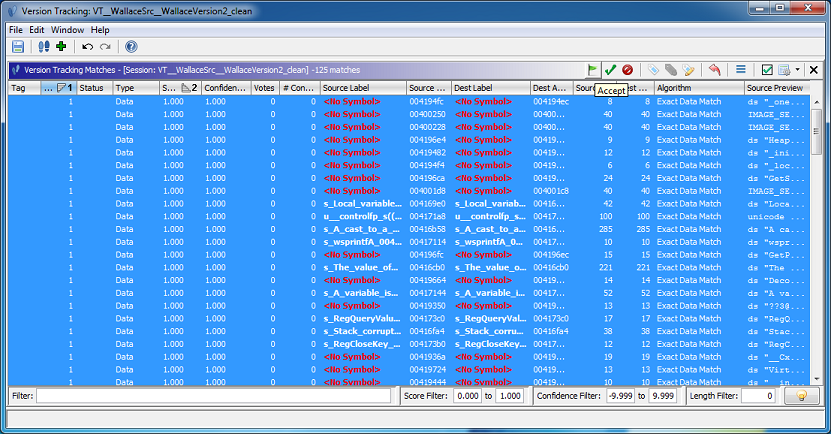 Version Tracking: VT__WallaceSrc__WallaceVersion2_clean
File Edit Window Help
Version Tracking Matches - [Session: VT__WallaceSrc__WallaceVersion2_clean] -125 matches
Tag ... 1 Status Type S... 2 Confiden... Votes # Con... Source Label Source ... Dest Label Dest A... Sourc est ... Algorithm Source Preview
Accept
1 Data 1.000 1.000 0 0 <No Symbol> 004194fc <No Symbol> 004194ec 8 8 Exact Data Match ds "_one...
1 Data 1.000 1.000 0 0 <No Symbol> 00400250 <No Symbol> 00400... 40 40 Exact Data Match IMAGE_SE...
1 Data 1.000 1.000 0 0 <No Symbol> 00400228 <No Symbol> 00400... 40 40 Exact Data Match IMAGE_SE...
1 Data 1.000 1.000 0 0 <No Symbol> 004196e4 <No Symbol> 00419... 9 9 Exact Data Match ds "Heap...
1 Data 1.000 1.000 0 0 <No Symbol> 00419482 <No Symbol> 00419... 12 12 Exact Data Match ds "_ini...
1 Data 1.000 1.000 0 0 <No Symbol> 004194f4 <No Symbol> 00419... 6 6 Exact Data Match ds "_loc...
1 Data 1.000 1.000 0 0 <No Symbol> 004196ca <No Symbol> 00419... 24 24 Exact Data Match ds "GetS...
1 Data 1.000 1.000 0 0 <No Symbol> 004001d8 <No Symbol> 004001c8 40 40 Exact Data Match IMAGE_SE...
1 Data 1.000 1.000 0 0 s_Local_variable... 004169e0 s_Local_variabl... 00416... 42 42 Exact Data Match ds "Loca...
1 Data 1.000 1.000 0 0 u__controlfp_s((... 004171a8 u__controlfp_s... 00417... 100 100 Exact Data Match unicode ...
1 Data 1.000 1.000 0 0 s_A_cast_to_a_... 00416b58 s_A_cast_to_a... 00416... 285 285 Exact Data Match ds "A ca...
1 Data 1.000 1.000 0 0 s_wsprintfA_004... 00417114 s_wsprintfA_0... 00417... 10 10 Exact Data Match ds "wspr...
1 Data 1.000 1.000 0 0 <No Symbol> 004196fc <No Symbol> 004196ec 15 15 Exact Data Match ds "GetP...
1 Data 1.000 1.000 0 0 s_The_value_of... 00416cb0 s_The_value_o... 00416cb0 221 221 Exact Data Match ds "The ...
1 Data 1.000 1.000 0 0 <No Symbol> 00419664 <No Symbol> 00419... 14 14 Exact Data Match ds "Deco...
1 Data 1.000 1.000 0 0 s_A_variable_is... 00417144 s_A_variable_i... 00417... 52 52 Exact Data Match ds "A va...
1 Data 1.000 1.000 0 0 <No Symbol> 00419350 <No Symbol> 00419... 13 13 Exact Data Match ds "??3@...
1 Data 1.000 1.000 0 0 s_RegQueryValu... 004173c0 s_RegQueryVal... 00417... 17 17 Exact Data Match ds "RegQ...
1 Data 1.000 1.000 0 0 s_Stack_corrupt... 00416fa4 s_Stack_corrup... 00416fa4 38 38 Exact Data Match ds "Stac...
1 Data 1.000 1.000 0 0 s_RegCloseKey_... 004173... s_RegCloseKey... 00417... 12 12 Exact Data Match ds "RegC...
1 Data 1.000 1.000 0 0 <No Symbol> 0041936a <No Symbol> 00419... 19 19 Exact Data Match ds "__Cx...
1 Data 1.000 1.000 0 0 <No Symbol> 00419724 <No Symbol> 00419... 13 13 Exact Data Match ds "Virt...
1 Data 1.000 1.000 0 0 <No Symbol> 00419444 <No Symbol> 00419... 10 10 Exact Data Match ds "_in...
Filter: Score Filter: 0.000 to 1.000 Confidence Filter: -9.999 to 9.999 Length Filter: 0